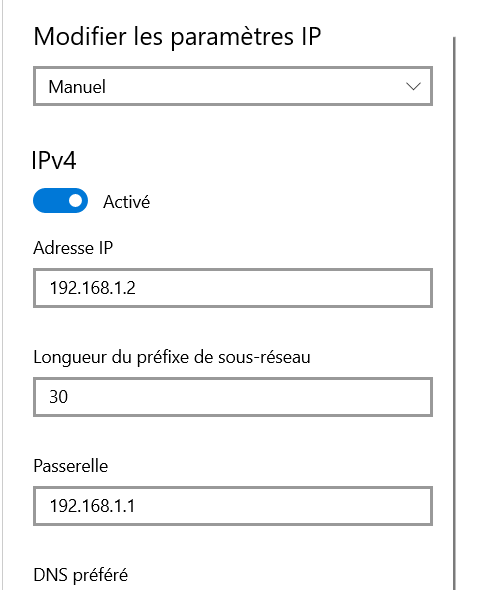 Modifier les paramètres IP
Manuel
IPv4
Activé
Adresse IP
192.168.1.2
Longueur du préfixe de sous-réseau
30
Passerelle
192.168.1.1
DNS préféré